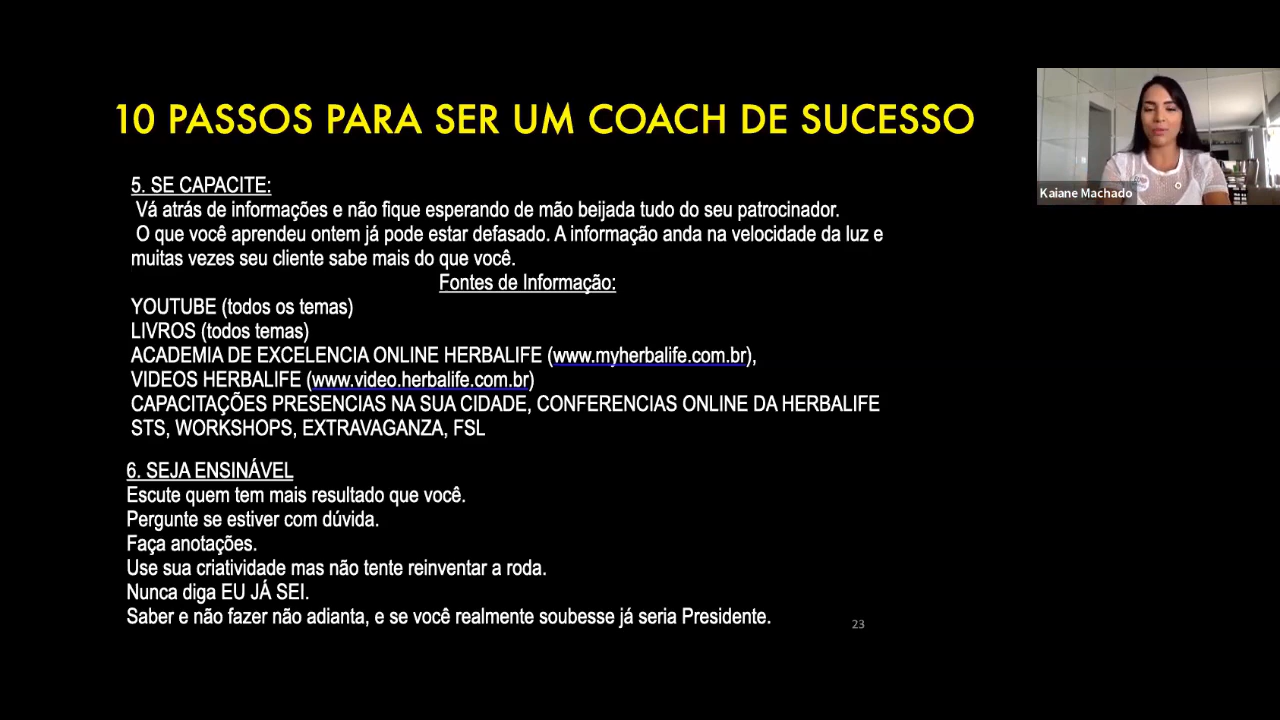 10 PASSOS PARA SER UM COACH DE SUCESSO
Kaiane Machado
5. SE CAPACITE:
Vá atrás de informações e não fique esperando de mão beijada tudo do seu patrocinador.
O que você aprendeu ontem já pode estar defasado. A informação anda na velocidade da luz e
muitas vezes seu cliente sabe mais do que você.
Fontes de Informação:
YOUTUBE (todos os temas)
LIVROS (todos temas)
ACADEMIA DE EXCELENCIA ONLINE HERBALIFE (www.myherbalife.com.br),
VIDEOS HERBALIFE (www.video.herbalife.com.br)
CAPACITAÇÕES PRESENCIAS NA SUA CIDADE, CONFERENCIAS ONLINE DA HERBALIFE
STS, WORKSHOPS, EXTRAVAGANZA, FSL
6. SEJA ENSINÁVEL
Escute quem tem mais resultado que você.
Pergunte se estiver com dúvida.
Faça anotações.
Use sua criatividade mas não tente reinventar a roda.
Nunca diga EU JÁ SEI.
Saber e não fazer não adianta, e se você realmente soubesse já seria Presidente.
23